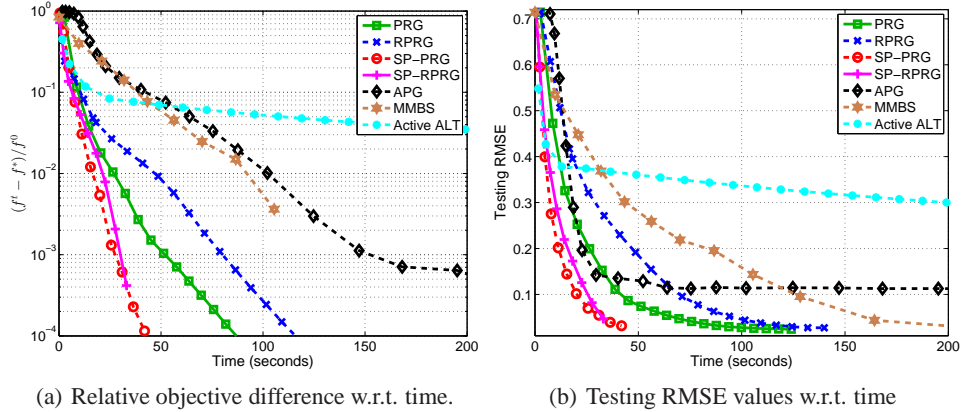 10^0
10^-1
10^-2
10^-3
10^-4
(f^t − f^*)/f^0
0 50 100 150 200
Time (seconds)
PRG
RPRG
SP−PRG
SP−RPRG
APG
MMBS
Active ALT
(a) Relative objective difference w.r.t. time.
0.7
0.6
0.5
0.4
0.3
0.2
0.1
Testing RMSE
0 50 100 150 200
Time (seconds)
PRG
RPRG
SP−PRG
SP−RPRG
APG
MMBS
Active ALT
(b) Testing RMSE values w.r.t. time